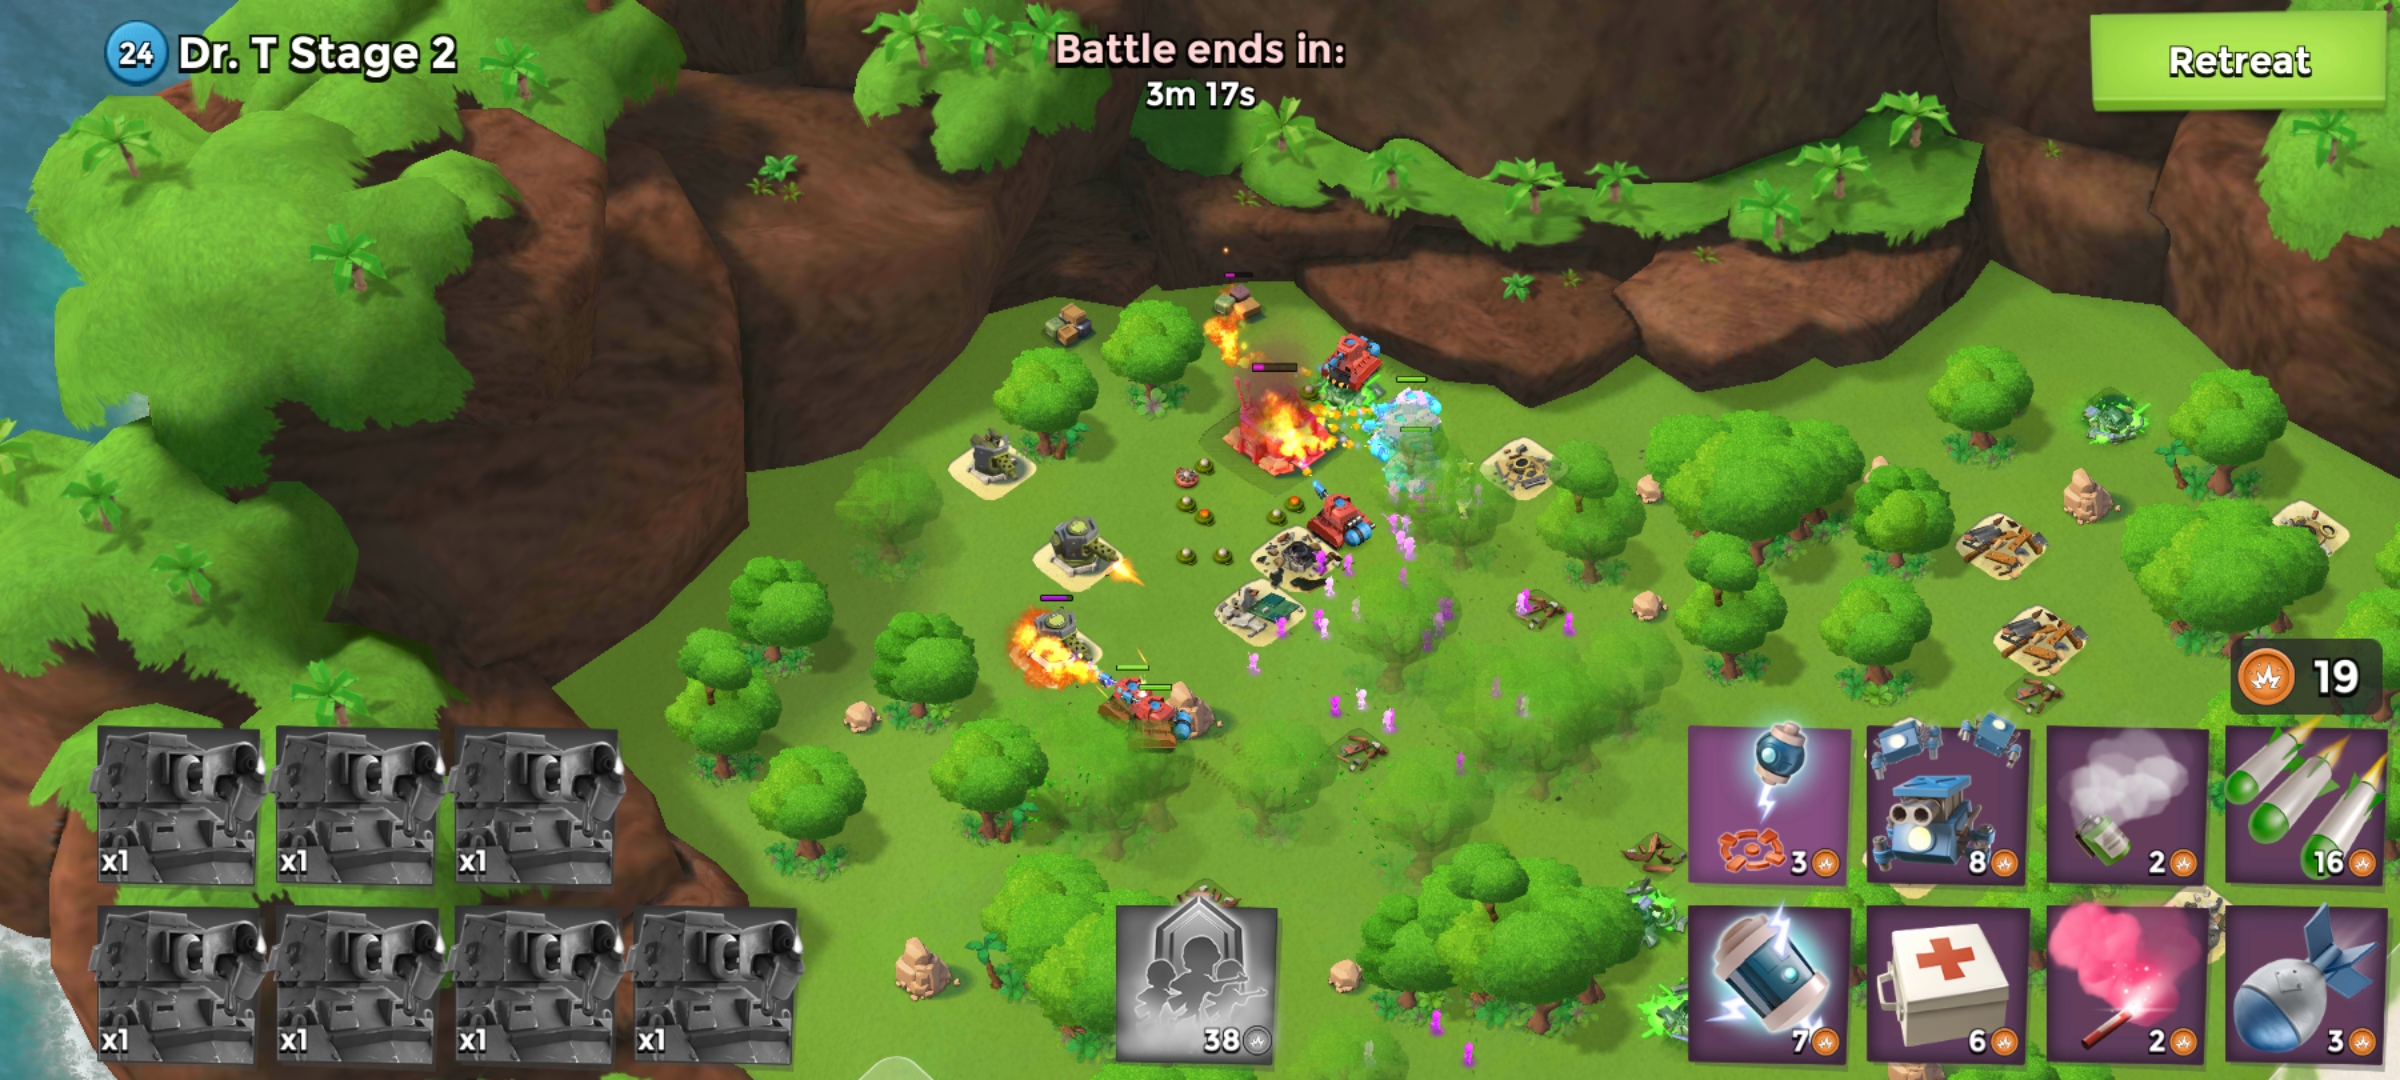 24 Dr. T Stage 2
Battle ends in:
3m 17s
Retreat
19
x1 x1 x1
3 8 2 16
x1 x1 x1 x1
38
7 6 2 3